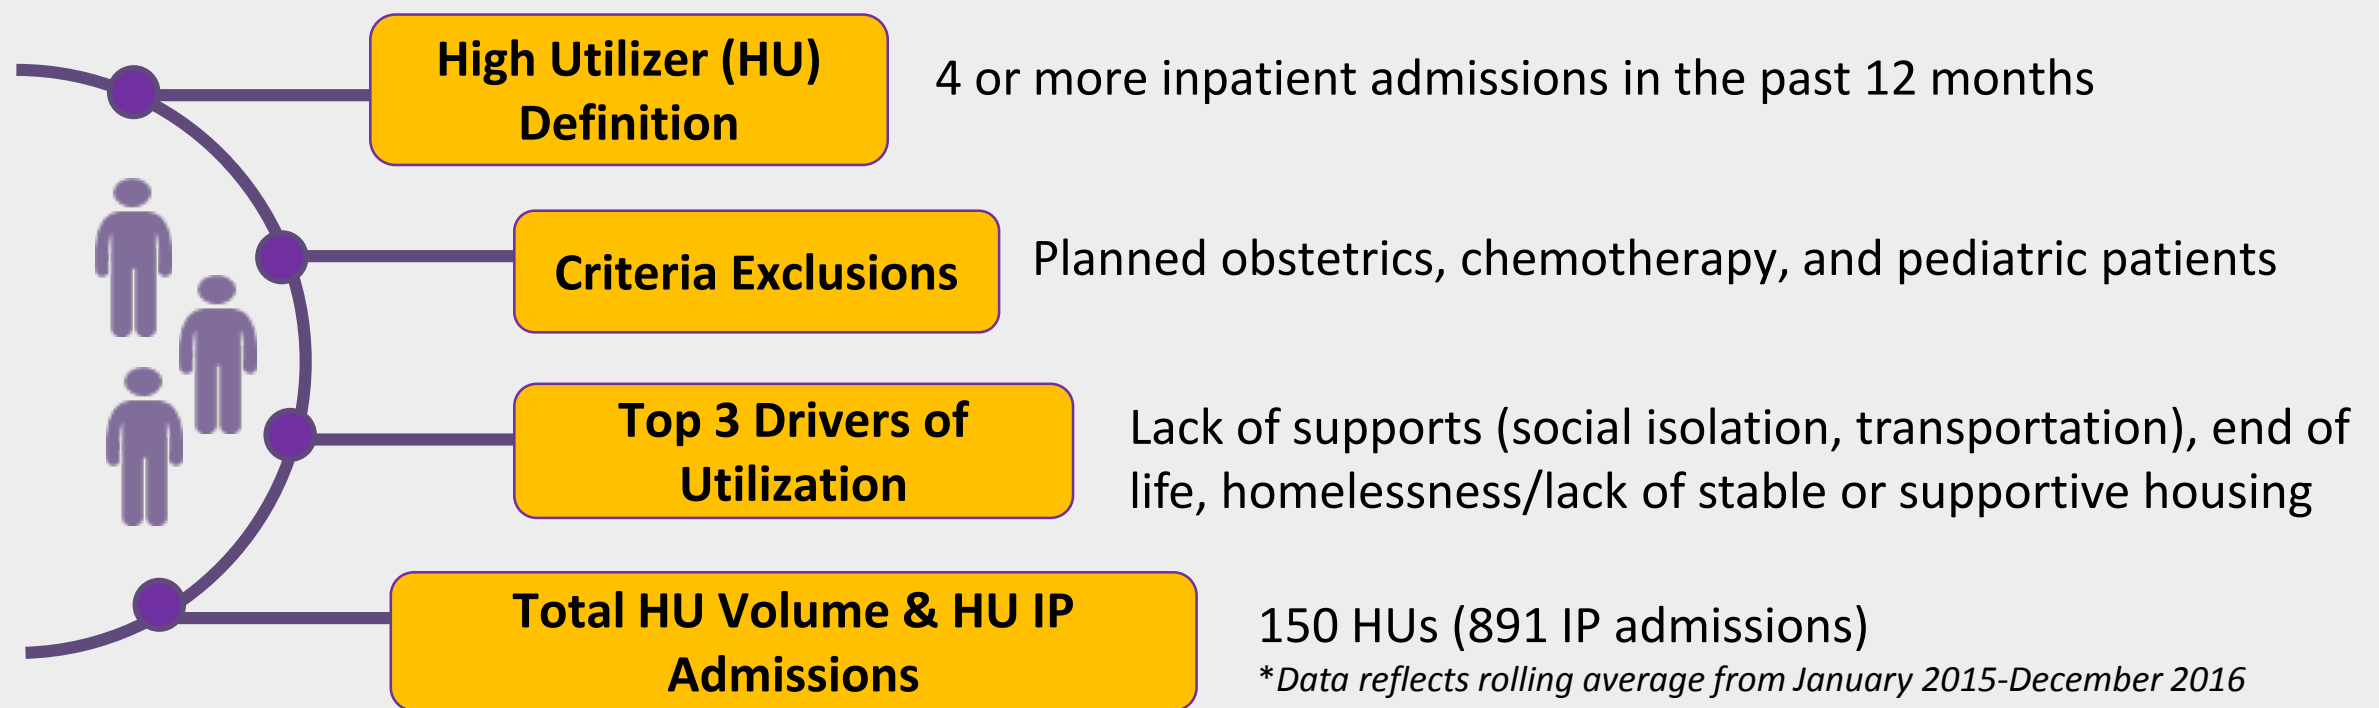 High Utilizer (HU)
Definition
4 or more inpatient admissions in the past 12 months
Criteria Exclusions
Planned obstetrics, chemotherapy, and pediatric patients
Top 3 Drivers of
Utilization
Lack of supports (social isolation, transportation), end of
life, homelessness/lack of stable or supportive housing
Total HU Volume & HU IP
Admissions
150 HUs (891 IP admissions)
*Data reflects rolling average from January 2015-December 2016